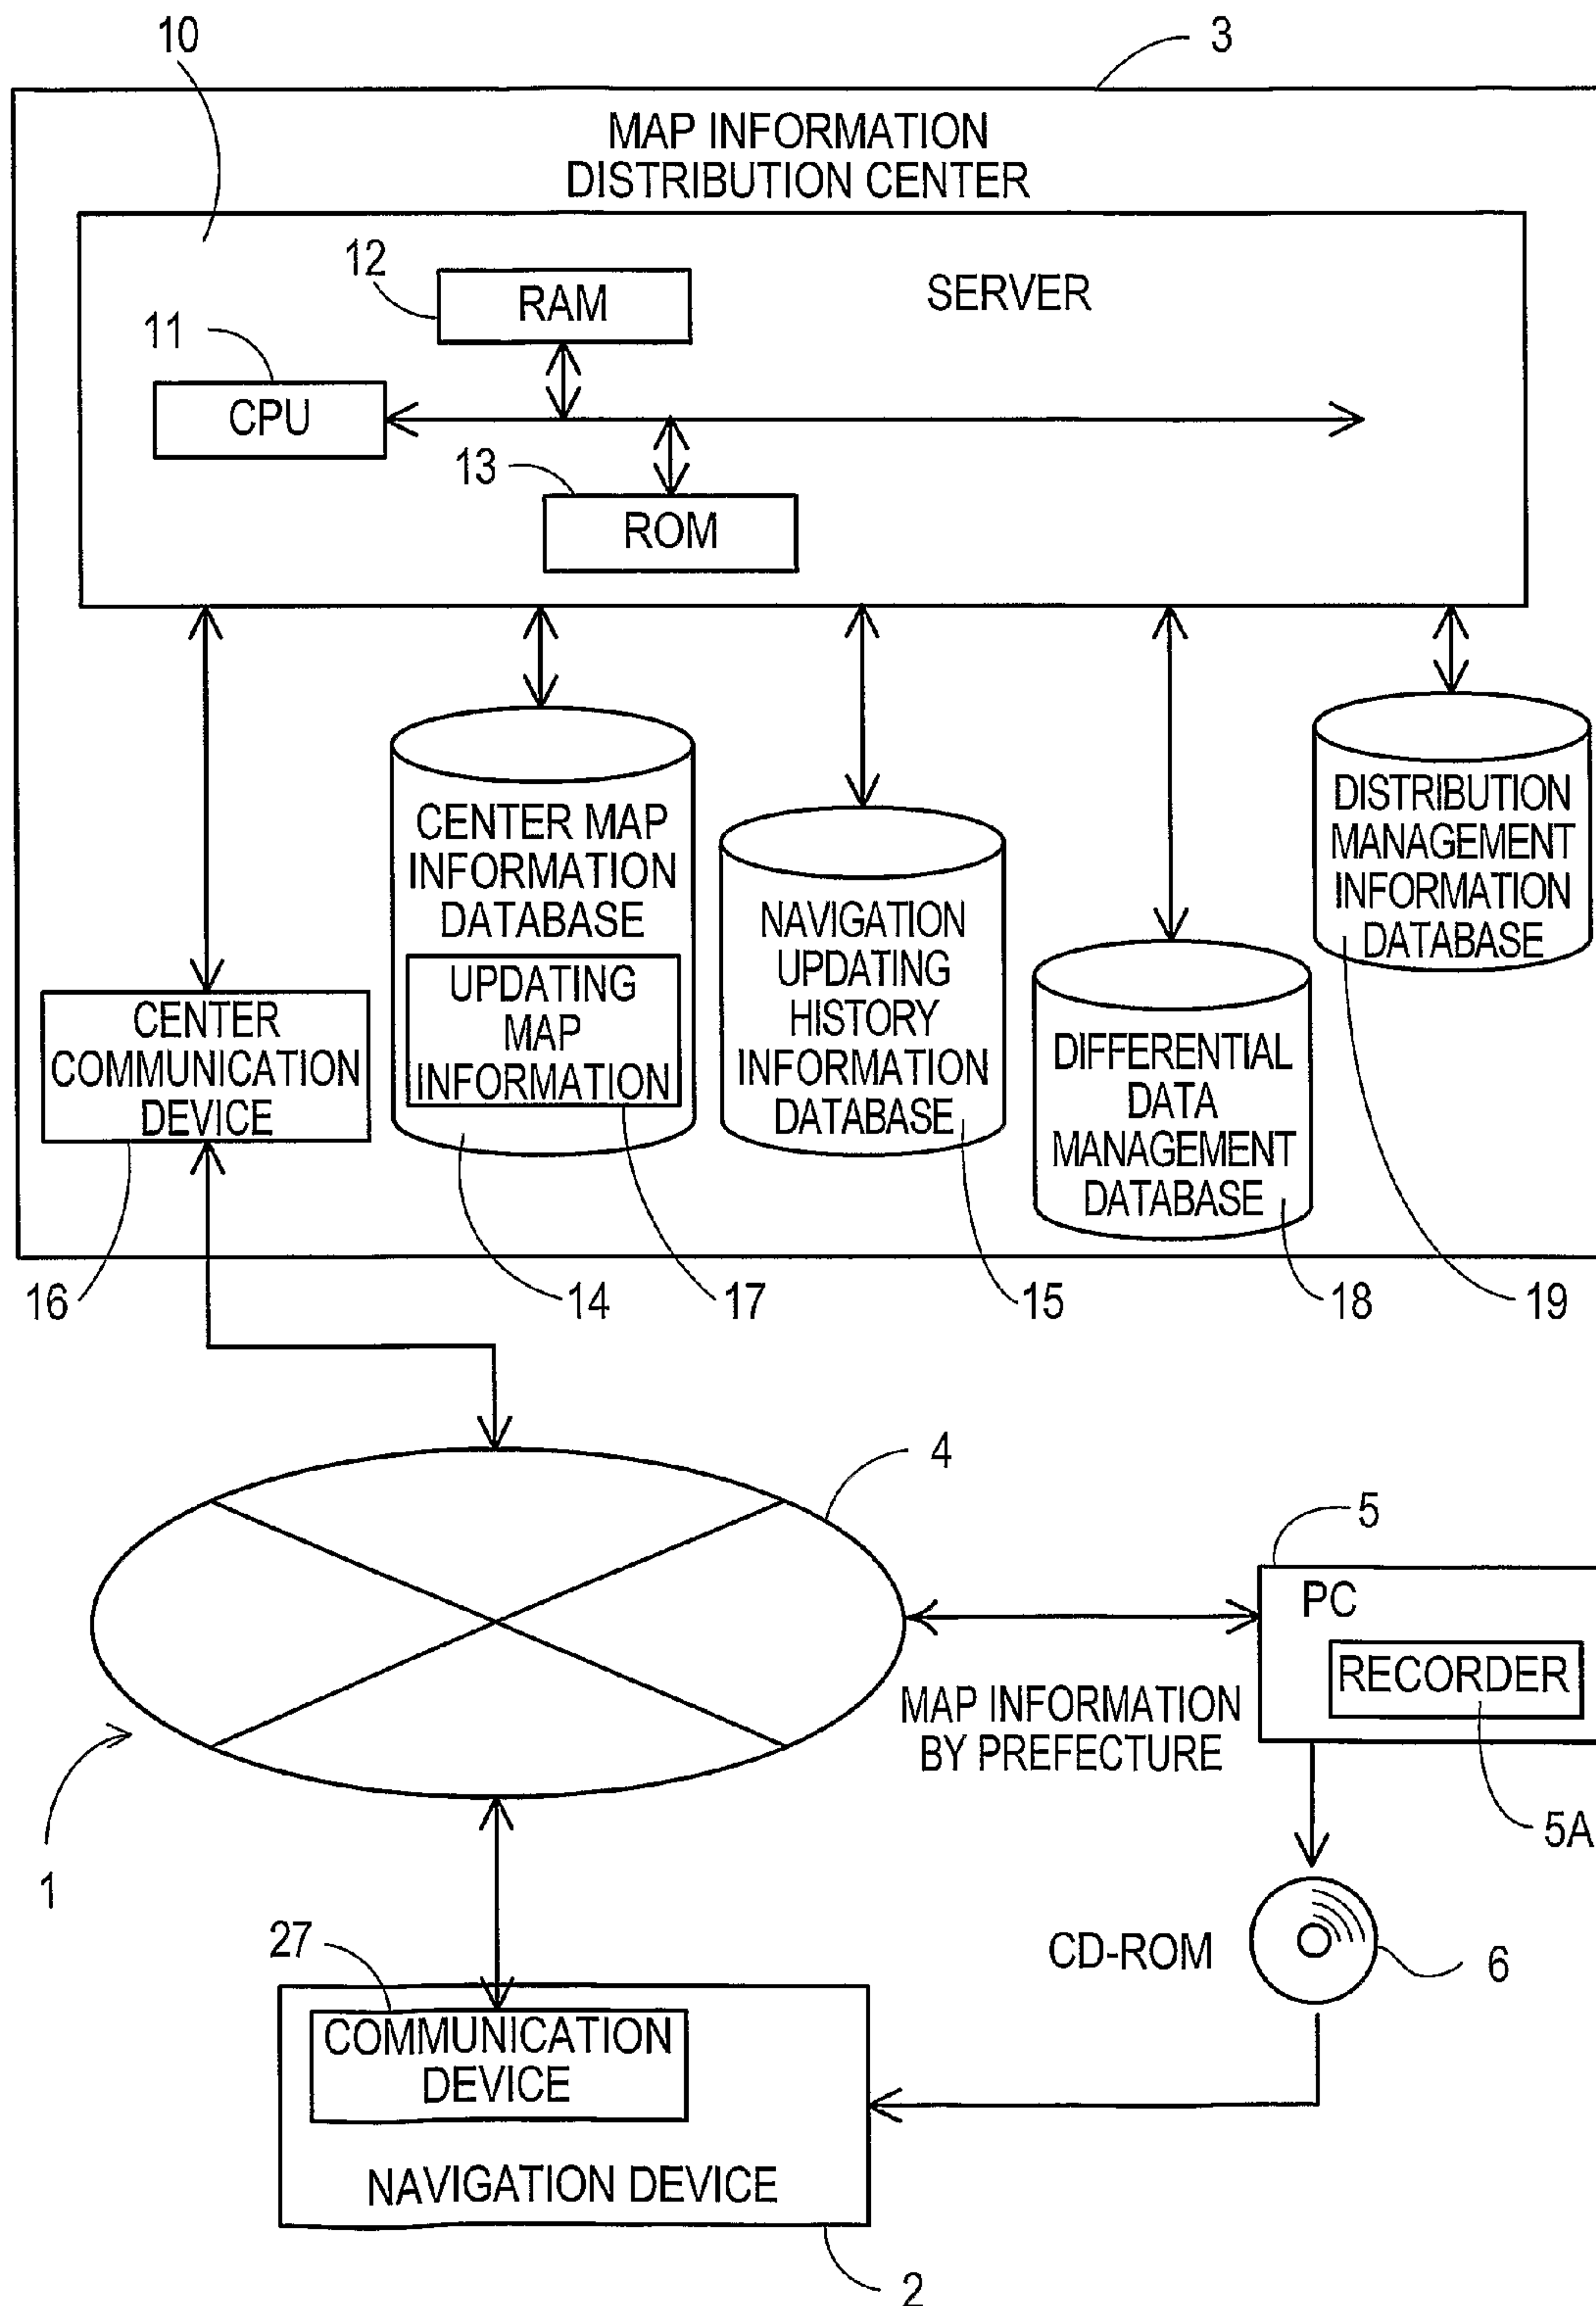 10
3
MAP INFORMATION
DISTRIBUTION CENTER
12
RAM
SERVER
11
CPU
13
ROM
CENTER MAP
INFORMATION
DATABASE
UPDATING
MAP
INFORMATION
NAVIGATION
UPDATING
HISTORY
INFORMATION
DATABASE
DISTRIBUTION
MANAGEMENT
INFORMATION
DATABASE
CENTER
COMMUNICATION
DEVICE
DIFFERENTIAL
DATA
MANAGEMENT
DATABASE
16
14
17
15
18
19
4
5
PC
RECORDER
MAP INFORMATION
BY PREFECTURE
5A
1
27
CD-ROM
6
COMMUNICATION
DEVICE
NAVIGATION DEVICE
2